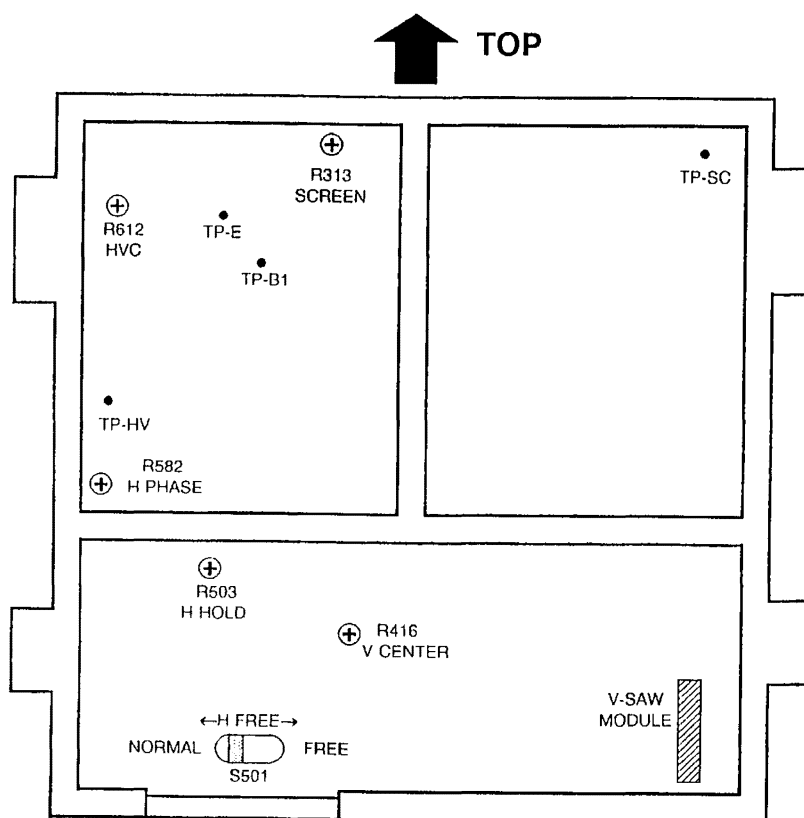 TOP
R313
SCREEN
TP-SC
R612
HVC
TP-E
TP-B1
TP-HV
R582
H PHASE
R503
H HOLD
R416
V CENTER
←H FREE→
NORMAL
FREE
S501
V-SAW
MODULE